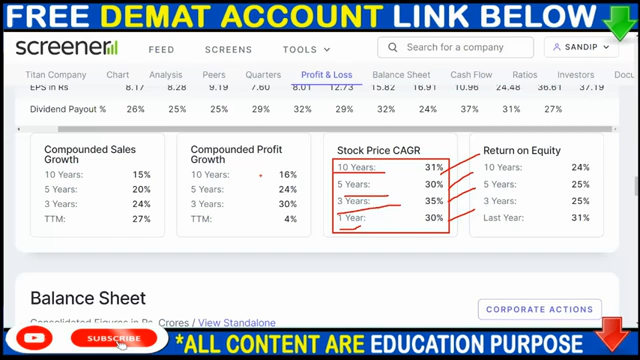 FREE DEMAT ACCOUNT LINK BELOW
screener
FEED
SCREENS
TOOLS
Search for a company
SANDIP
Titan Company
Chart
Analysis
Peers
Quarters
Profit & Loss
Balance Sheet
Cash Flow
Ratios
Investors
Docu
EPS in Rs 8.17 8.28 9.19 7.60 8.01 12.73 15.82 16.91 10.96 24.48 36.61 37.19
Dividend Payout % 26% 25% 25% 29% 32% 29% 32% 24% 37% 31% 27%
Compounded Sales Growth
10 Years: 15%
5 Years: 20%
3 Years: 24%
TTM: 27%
Compounded Profit Growth
10 Years: 16%
5 Years: 24%
3 Years: 30%
TTM: 4%
Stock Price CAGR
10 Years: 31%
5 Years: 30%
3 Years: 35%
1 Year: 30%
Return on Equity
10 Years: 24%
5 Years: 25%
3 Years: 25%
Last Year: 31%
Balance Sheet
Consolidated Figures in Rs. Crores / View Standalone
CORPORATE ACTIONS
SUBSCRIBE
*ALL CONTENT ARE EDUCATION PURPOSE